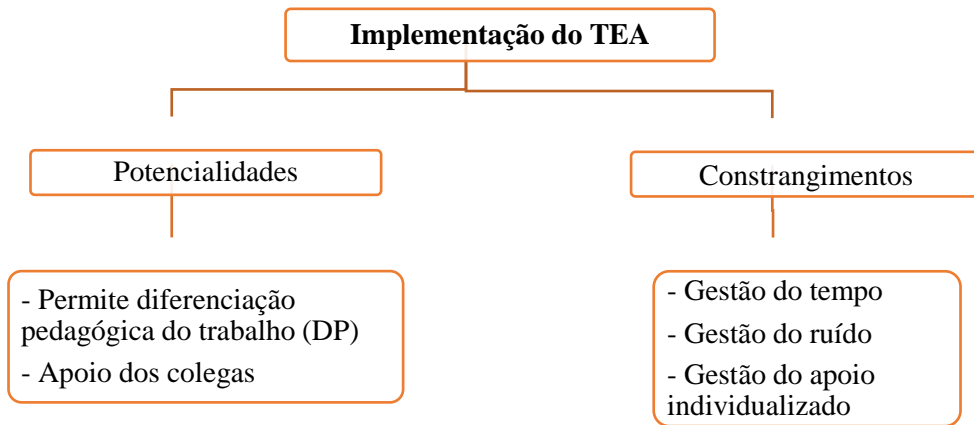 Implementação do TEA
Potencialidades
Constrangimentos
- Permite diferenciação
pedagógica do trabalho (DP)
- Apoio dos colegas
- Gestão do tempo
- Gestão do ruído
- Gestão do apoio
individualizado